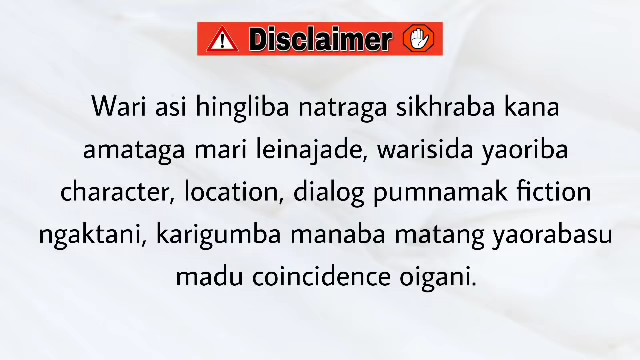 Disclaimer
Wari asi hingliba natraga sikhraba kana
amataga mari leinajade, warisida yaoriba
character, location, dialog pumnamak fiction
ngaktani, karigumba manaba matang yaorabasu
madu coincidence oigani.